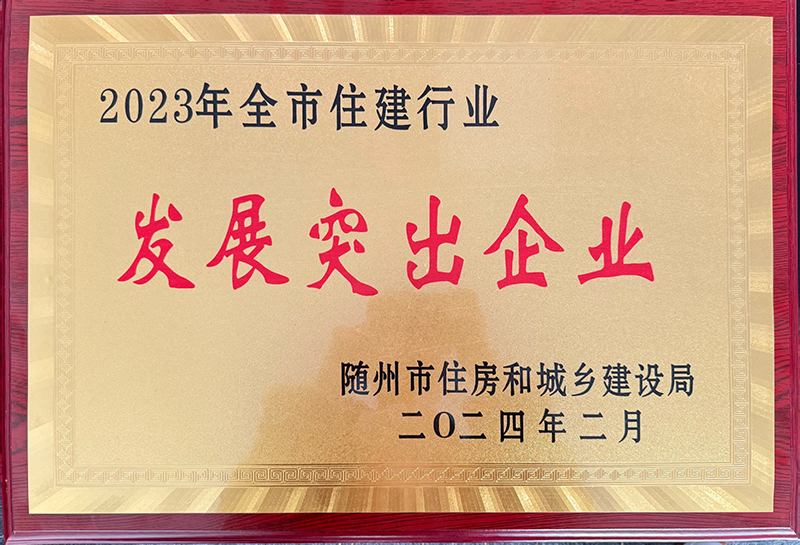 2023年全市住建行业
发展突出企业
随州市住房和城乡建设局
二〇二四年二月